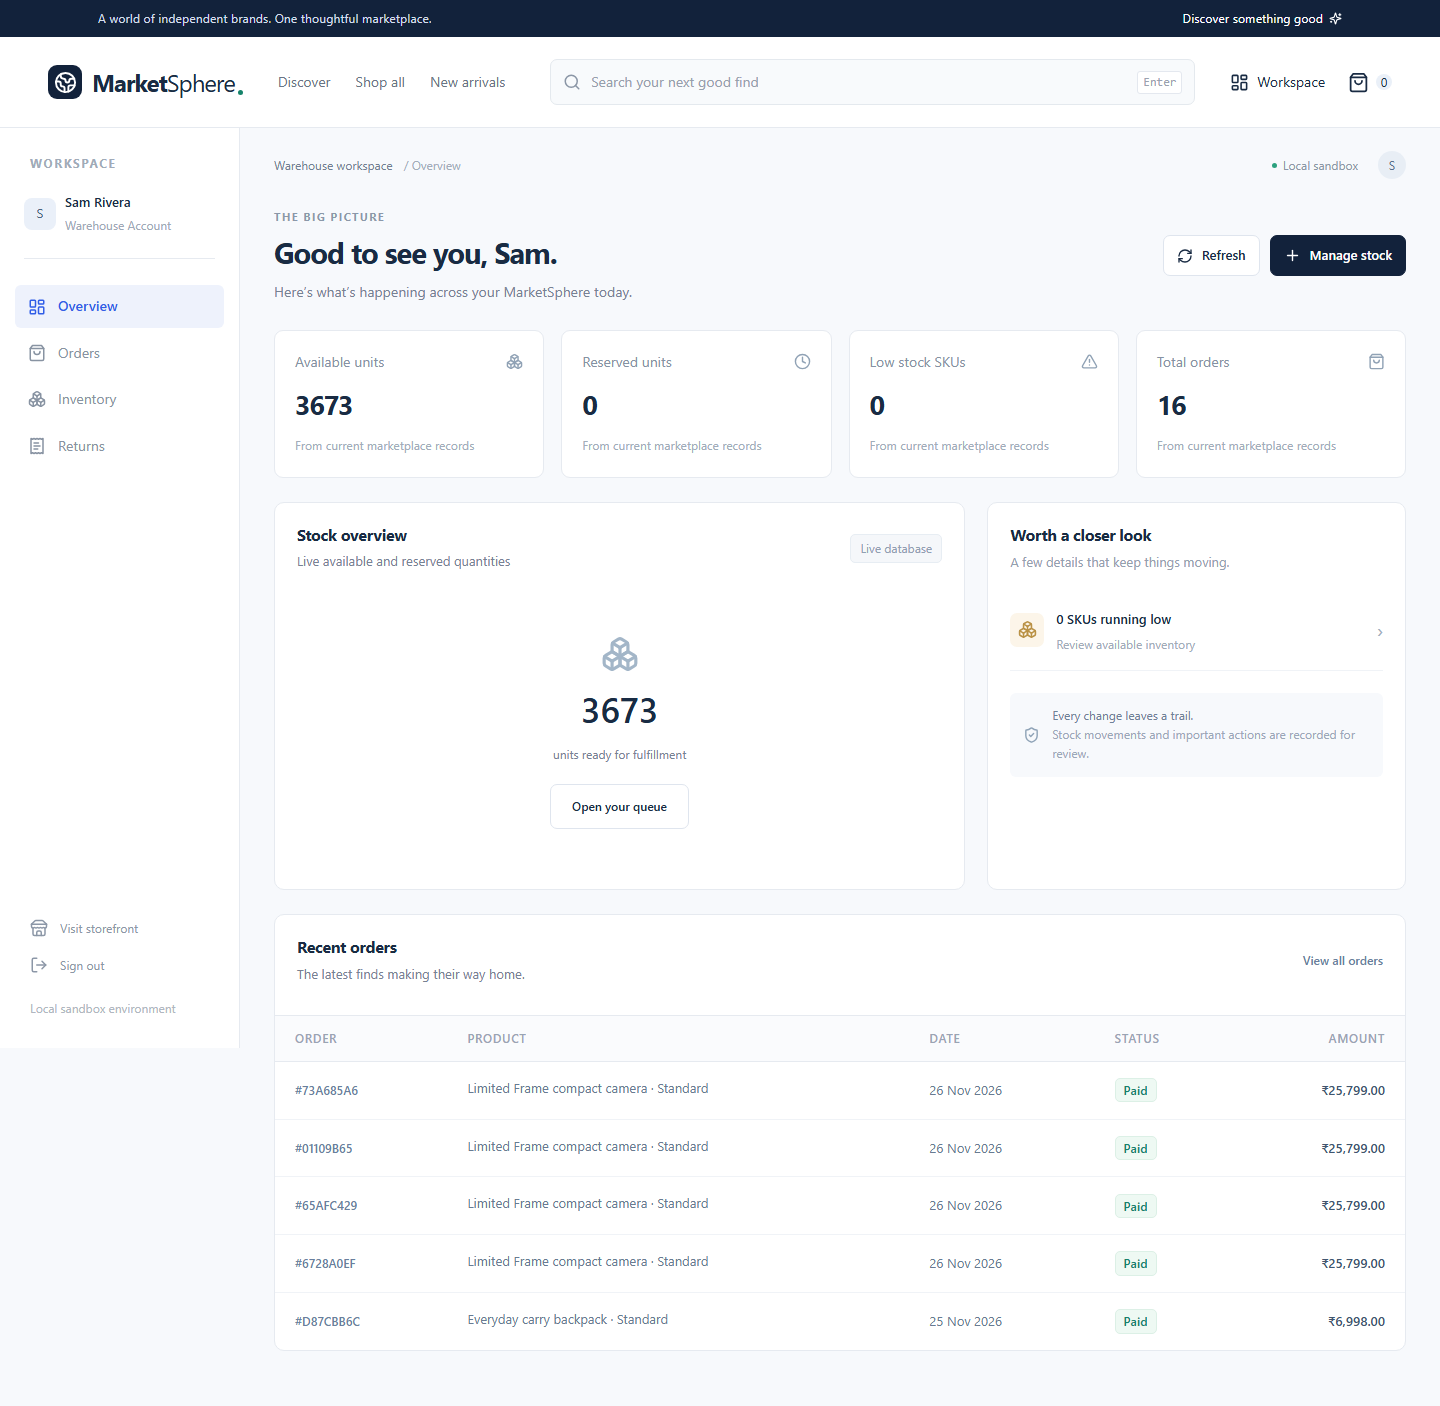 A world of independent brands. One thoughtful marketplace.
Discover something good
MarketSphere.
Discover
Shop all
New arrivals
Search your next good find
Enter
Workspace
0
WORKSPACE
S
Sam Rivera
Warehouse Account
Overview
Orders
Inventory
Returns
Visit storefront
Sign out
Local sandbox environment
Warehouse workspace / Overview
Local sandbox
S
THE BIG PICTURE
Good to see you, Sam.
Here's what's happening across your MarketSphere today.
Refresh
Manage stock
Available units
3673
From current marketplace records
Reserved units
0
From current marketplace records
Low stock SKUs
0
From current marketplace records
Total orders
16
From current marketplace records
Stock overview
Live available and reserved quantities
Live database
3673
units ready for fulfillment
Open your queue
Worth a closer look
A few details that keep things moving.
0 SKUs running low
Review available inventory
Every change leaves a trail.
Stock movements and important actions are recorded for
review.
Recent orders
The latest finds making their way home.
View all orders
ORDER PRODUCT DATE STATUS AMOUNT
#73A685A6 Limited Frame compact camera · Standard 26 Nov 2026 Paid ₹25,799.00
#01109B65 Limited Frame compact camera · Standard 26 Nov 2026 Paid ₹25,799.00
#65AFC429 Limited Frame compact camera · Standard 26 Nov 2026 Paid ₹25,799.00
#6728A0EF Limited Frame compact camera · Standard 26 Nov 2026 Paid ₹25,799.00
#D87CBB6C Everyday carry backpack · Standard 25 Nov 2026 Paid ₹6,998.00